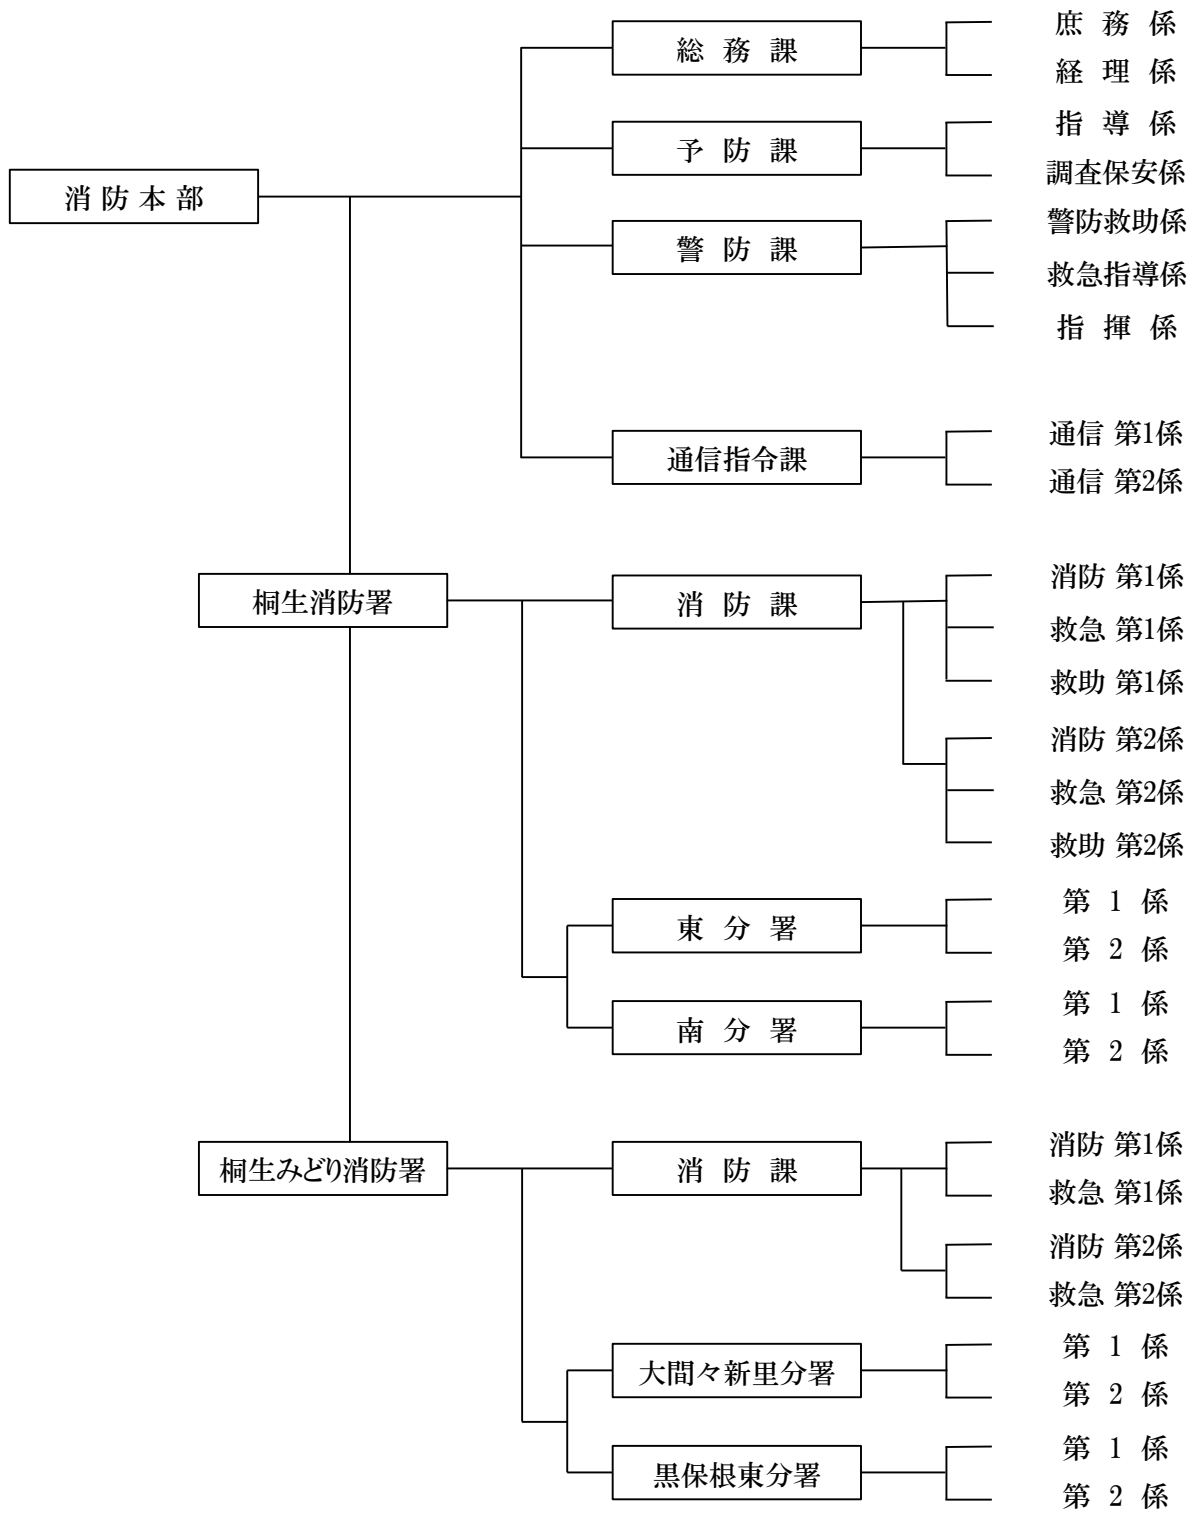 消防本部
総務課
庶務係
経理係
予防課
指導係
調査保安係
警防課
警防救助係
救急指導係
指揮係
通信指令課
通信 第1係
通信 第2係
桐生消防署
消防課
消防 第1係
救急 第1係
救助 第1係
消防 第2係
救急 第2係
救助 第2係
東分署
第1係
第2係
南分署
第1係
第2係
桐生みどり消防署
消防課
消防 第1係
救急 第1係
消防 第2係
救急 第2係
大間々新里分署
第1係
第2係
黒保根東分署
第1係
第2係